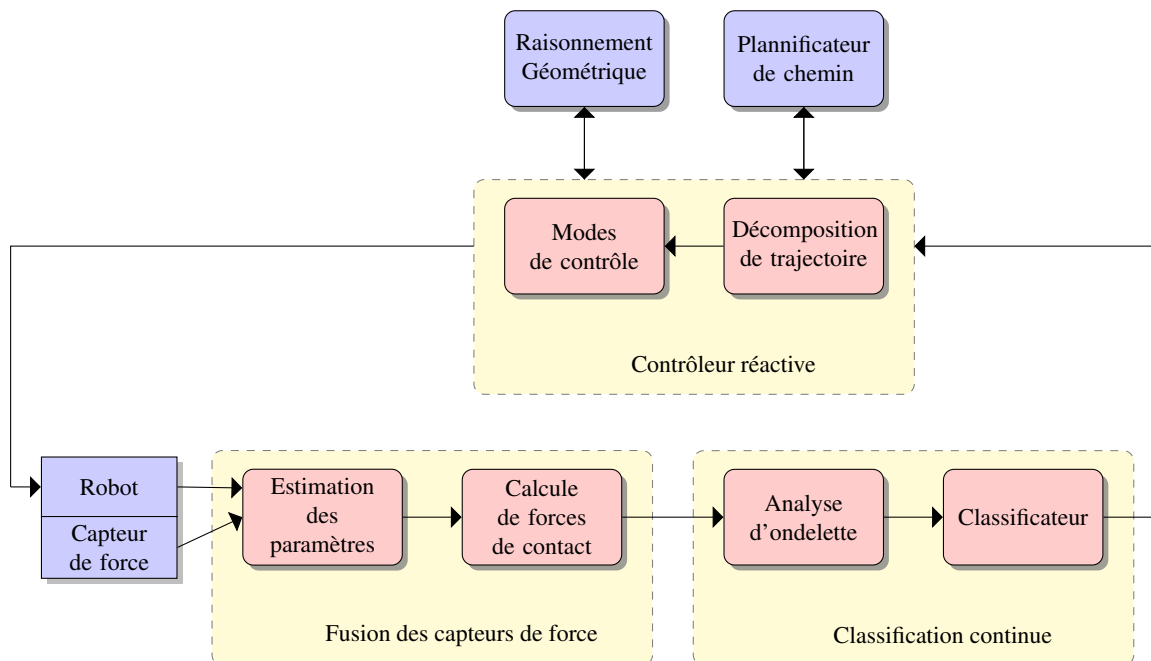 Raisonnement
Géométrique
Plannificateur
de chemin
Modes
de contrôle
Décomposition
de trajectoire
Contrôleur réactive
Robot
Capteur
de force
Estimation
des
paramètres
Calcule
de forces
de contact
Fusion des capteurs de force
Analyse
d'ondelette
Classificateur
Classification continue